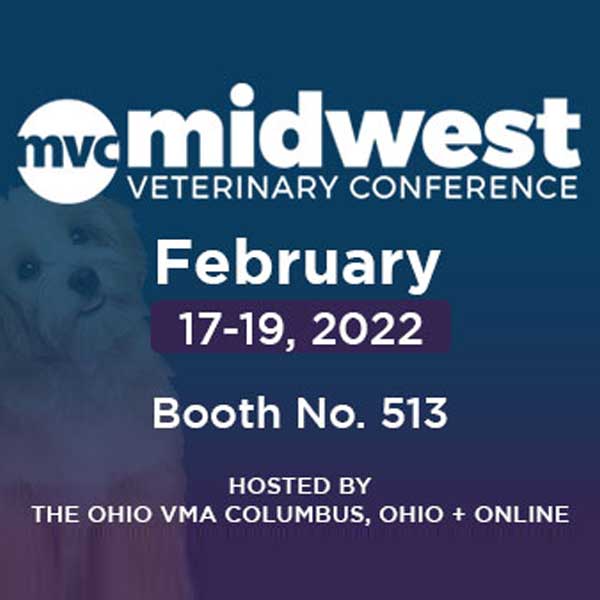 mvc midwest
VETERINARY CONFERENCE
February
17-19, 2022
Booth No. 513
HOSTED BY
THE OHIO VMA COLUMBUS, OHIO + ONLINE